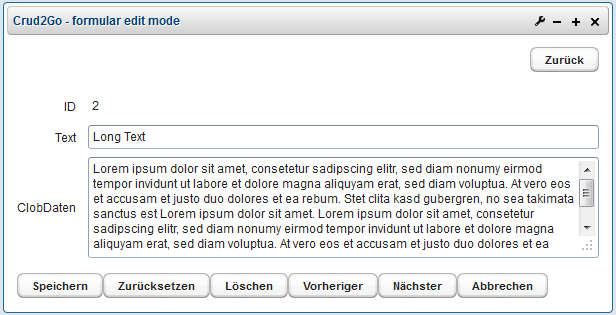 Crud2Go - formular edit mode
Zurück
ID 2
Text Long Text
ClobDaten
Lorem ipsum dolor sit amet, consetetur sadipscing elitr, sed diam nonumy eirmod
tempor invidunt ut labore et dolore magna aliquyam erat, sed diam voluptua. At vero eos
et accusam et justo duo dolores et ea rebum. Stet clita kasd gubergren, no sea takimata
sanctus est Lorem ipsum dolor sit amet. Lorem ipsum dolor sit amet, consetetur
sadipscing elitr, sed diam nonumy eirmod tempor invidunt ut labore et dolore magna
aliquyam erat, sed diam voluptua. At vero eos et accusam et justo duo dolores et ea
Speichern Zurücksetzen Löschen Vorheriger Nächster Abbrechen